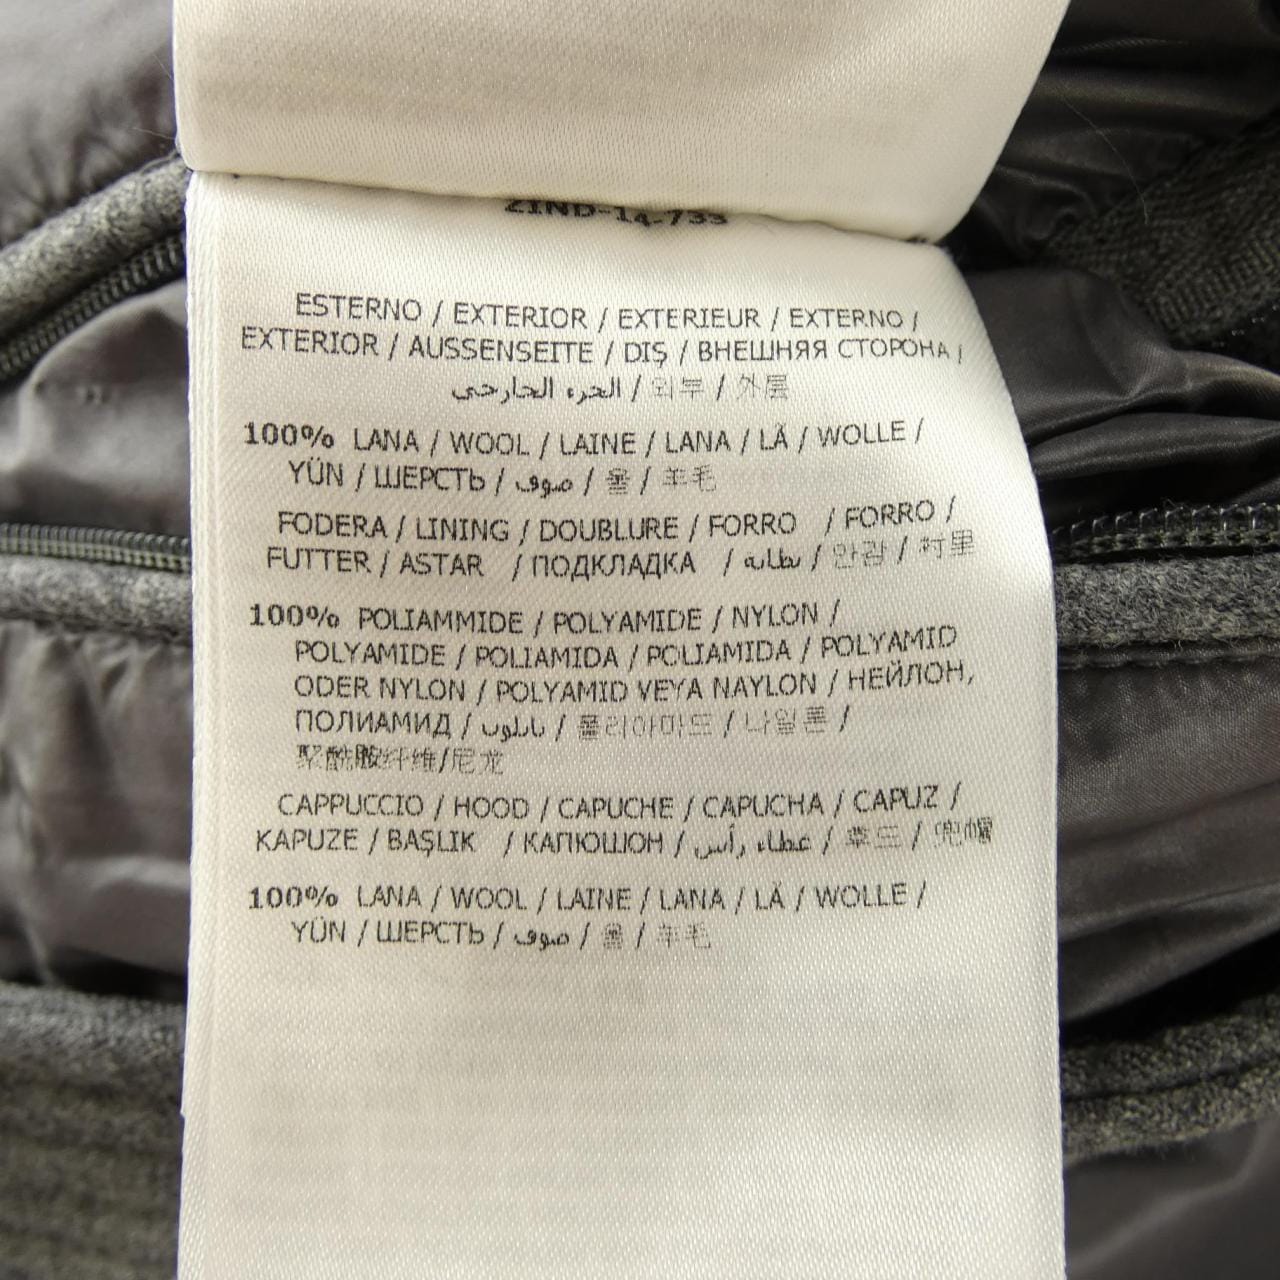 21ND-14-733
ESTERNO / EXTERIOR / EXTERIEUR / EXTERNO /
EXTERIOR / AUSSENSEITE / DIŞ / ВНЕШНЯЯ СТОРОНА /
الجزء الخارجي / 외부 / 外层
100% LANA / WOOL / LAINE / LANA / LÃ / WOLLE /
YÜN / ШЕРСТЬ / صوف / 울 / 羊毛
FODERA / LINING / DOUBLURE / FORRO / FORRO /
FUTTER / ASTAR / ПОДКЛАДКА / بطانة / 안감 / 衬里
100% POLIAMMIDE / POLYAMIDE / NYLON /
POLYAMIDE / POLIAMIDA / POLIAMIDA / POLYAMID
ODER NYLON / POLYAMID VEYA NAYLON / НЕЙЛОН,
ПОЛИАМИД / نايلون / 폴리아마드 / 나일론 /
聚酰胺纤维/尼龙
CAPPUCCIO / HOOD / CAPUCHE / CAPUCHA / CAPUZ /
KAPUZE / BAŞLIK / КАПЮШОН / غطاء رأس / 후드 / 兜帽
100% LANA / WOOL / LAINE / LANA / LÃ / WOLLE /
YÜN / ШЕРСТЬ / صوف / 울 / 羊毛